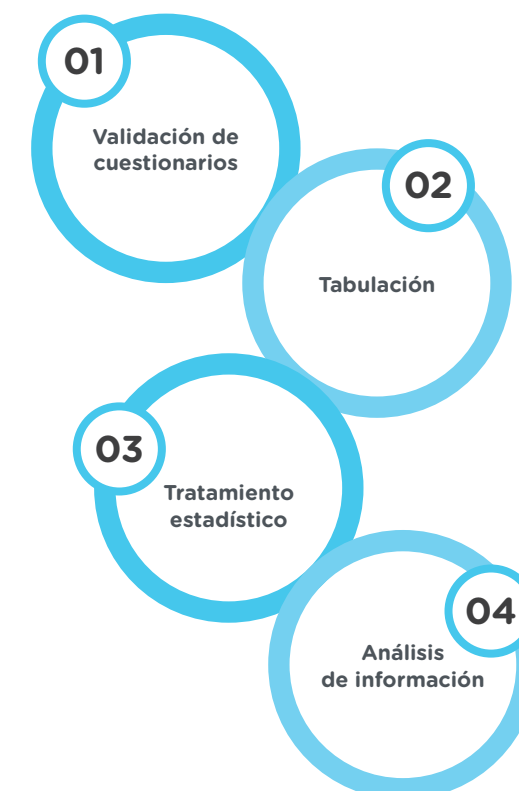 01
Validación de
cuestionarios
02
Tabulación
03
Tratamiento
estadístico
04
Análisis
de información